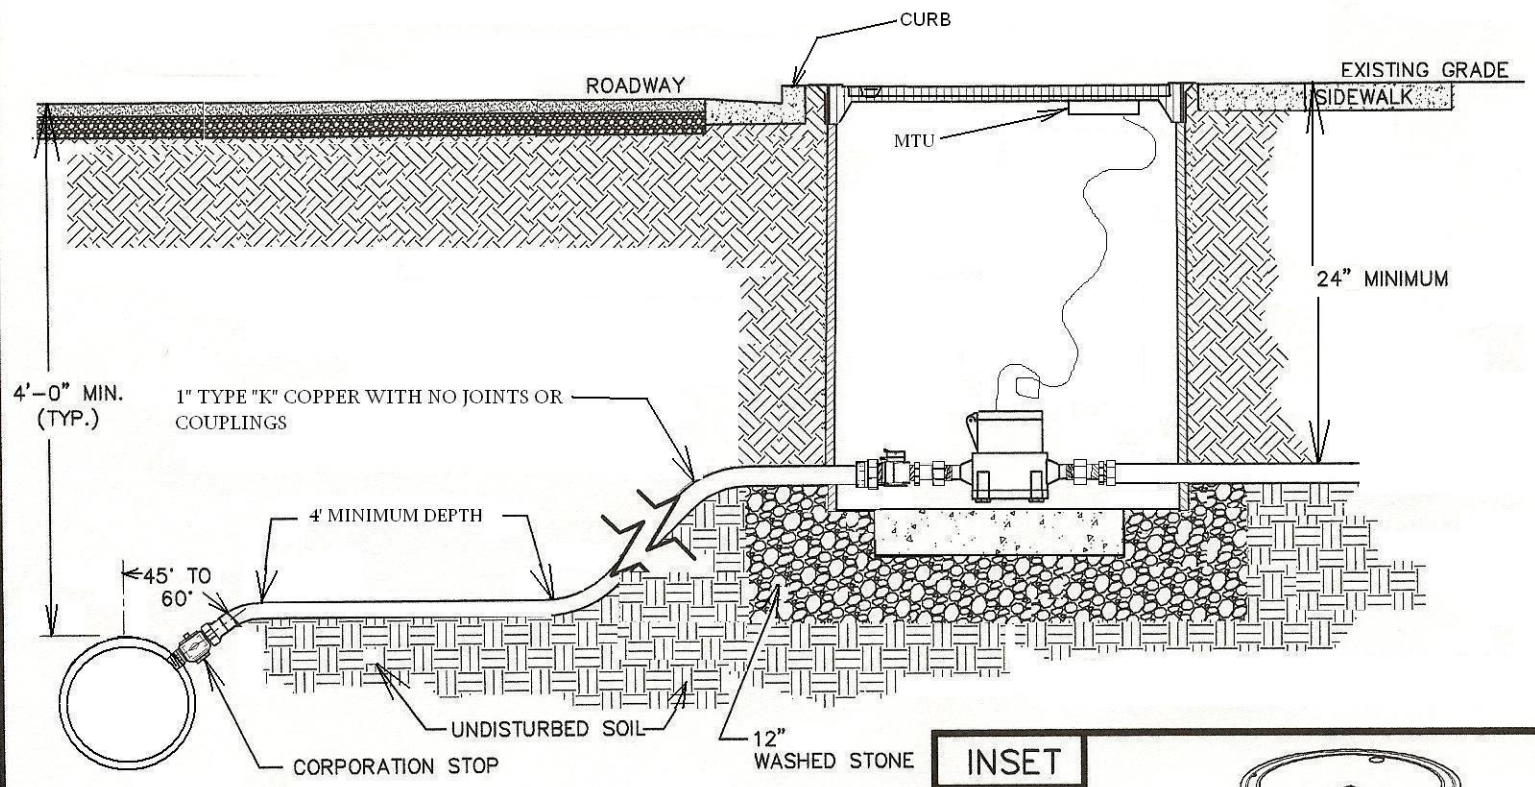 CURB
ROADWAY
EXISTING GRADE
SIDEWALK
MTU
24" MINIMUM
4'-0" MIN.
(TYP.)
1" TYPE "K" COPPER WITH NO JOINTS OR
COUPLINGS
4' MINIMUM DEPTH
45° TO
60°
UNDISTURBED SOIL
CORPORATION STOP
12"
WASHED STONE
INSET